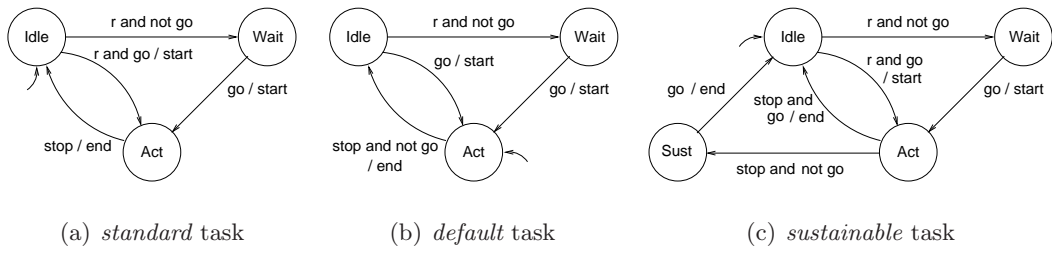 Idle
r and not go
Wait
r and go / start
go / start
stop / end
Act
(a) standard task
Idle
r and not go
Wait
go / start
go / start
stop and not go
/ end
Act
(b) default task
Idle
r and not go
Wait
r and go
/ start
go / end
stop and
go / end
go / start
Sust
Act
stop and not go
(c) sustainable task